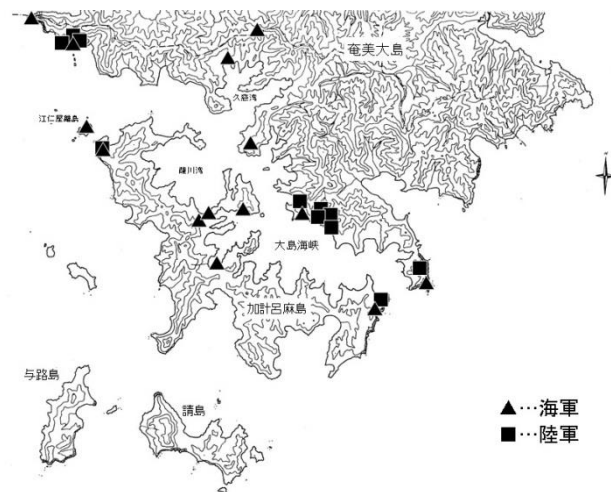 奄美大島
久慈湾
江仁屋離島
薩川湾
大島海峡
加計呂麻島
与路島
請島
▲…海軍
■…陸軍